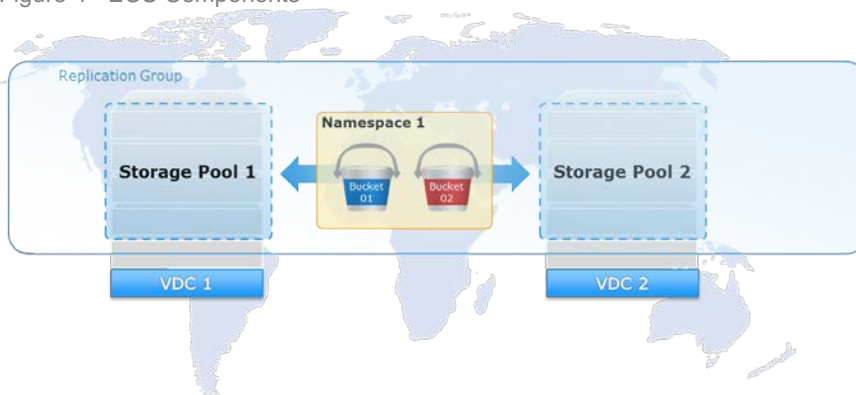 Replication Group
Namespace 1
Storage Pool 1
Bucket
01
Bucket
02
Storage Pool 2
VDC 1
VDC 2